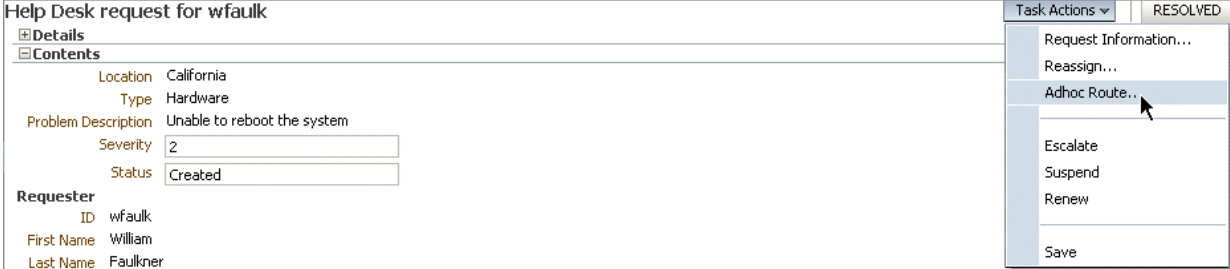 Help Desk request for wfaulk
Task Actions
RESOLVED
Details
Contents
Location California
Type Hardware
Problem Description Unable to reboot the system
Severity 2
Status Created
Requester
ID wfaulk
First Name William
Last Name Faulkner
Request Information...
Reassign...
Adhoc Route...
Escalate
Suspend
Renew
Save